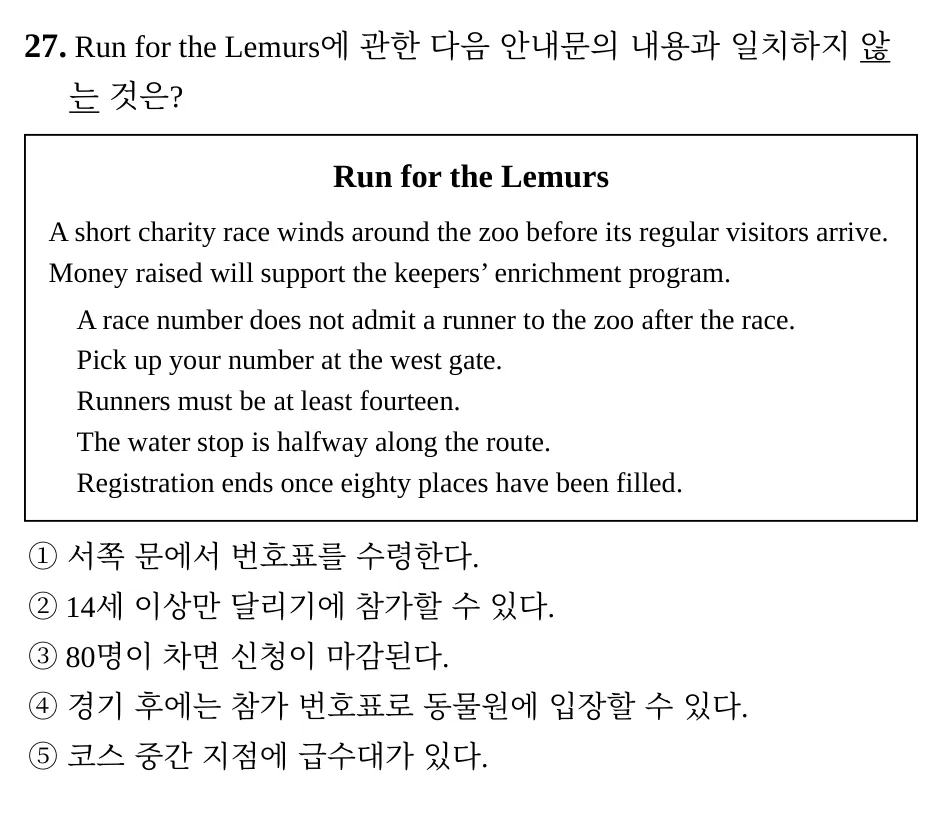 27. Run for the Lemurs에 관한 다음 안내문의 내용과 일치하지 않
는 것은?
Run for the Lemurs
A short charity race winds around the zoo before its regular visitors arrive.
Money raised will support the keepers’ enrichment program.
A race number does not admit a runner to the zoo after the race.
Pick up your number at the west gate.
Runners must be at least fourteen.
The water stop is halfway along the route.
Registration ends once eighty places have been filled.
① 서쪽 문에서 번호표를 수령한다.
② 14세 이상만 달리기에 참가할 수 있다.
③ 80명이 차면 신청이 마감된다.
④ 경기 후에는 참가 번호표로 동물원에 입장할 수 있다.
⑤ 코스 중간 지점에 급수대가 있다.